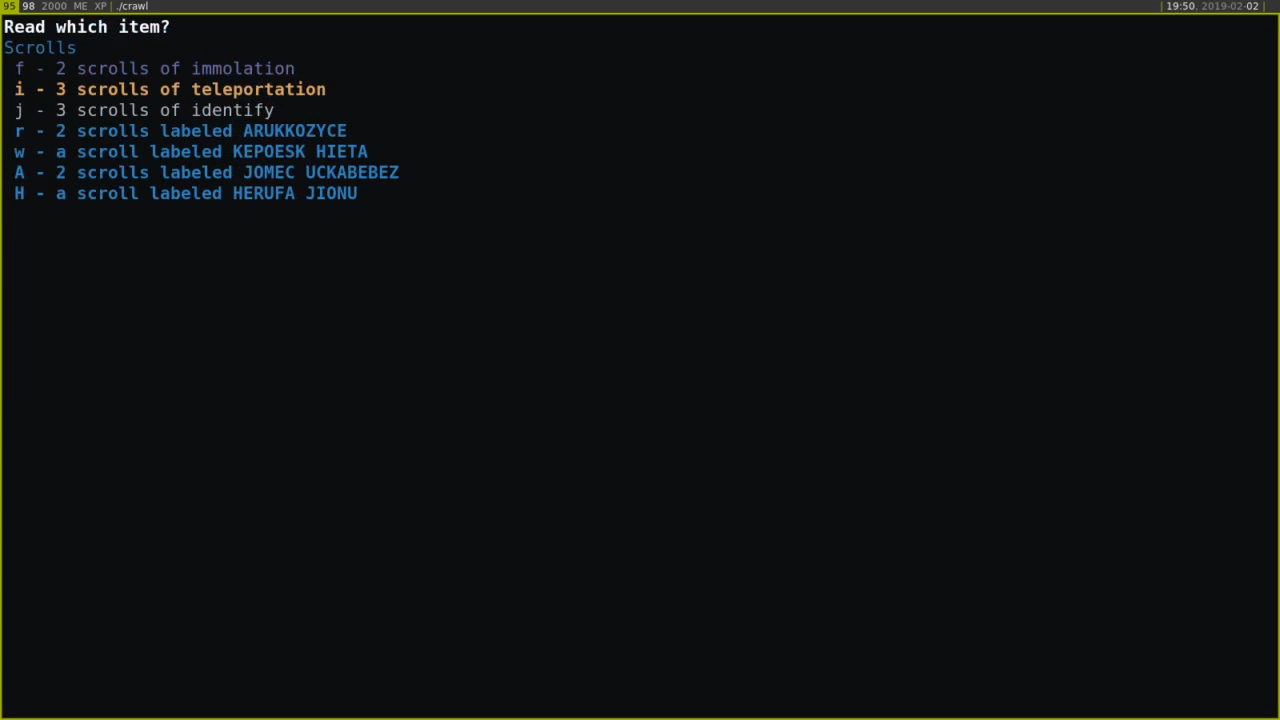 95 98 2000 ME XP | ./crawl | 19:50, 2019-02-02 |
Read which item?
Scrolls
f - 2 scrolls of immolation
i - 3 scrolls of teleportation
j - 3 scrolls of identify
r - 2 scrolls labeled ARUKKOZYCE
w - a scroll labeled KEPOESK HIETA
A - 2 scrolls labeled JOMEC UCKABEBEZ
H - a scroll labeled HERUFA JIONU